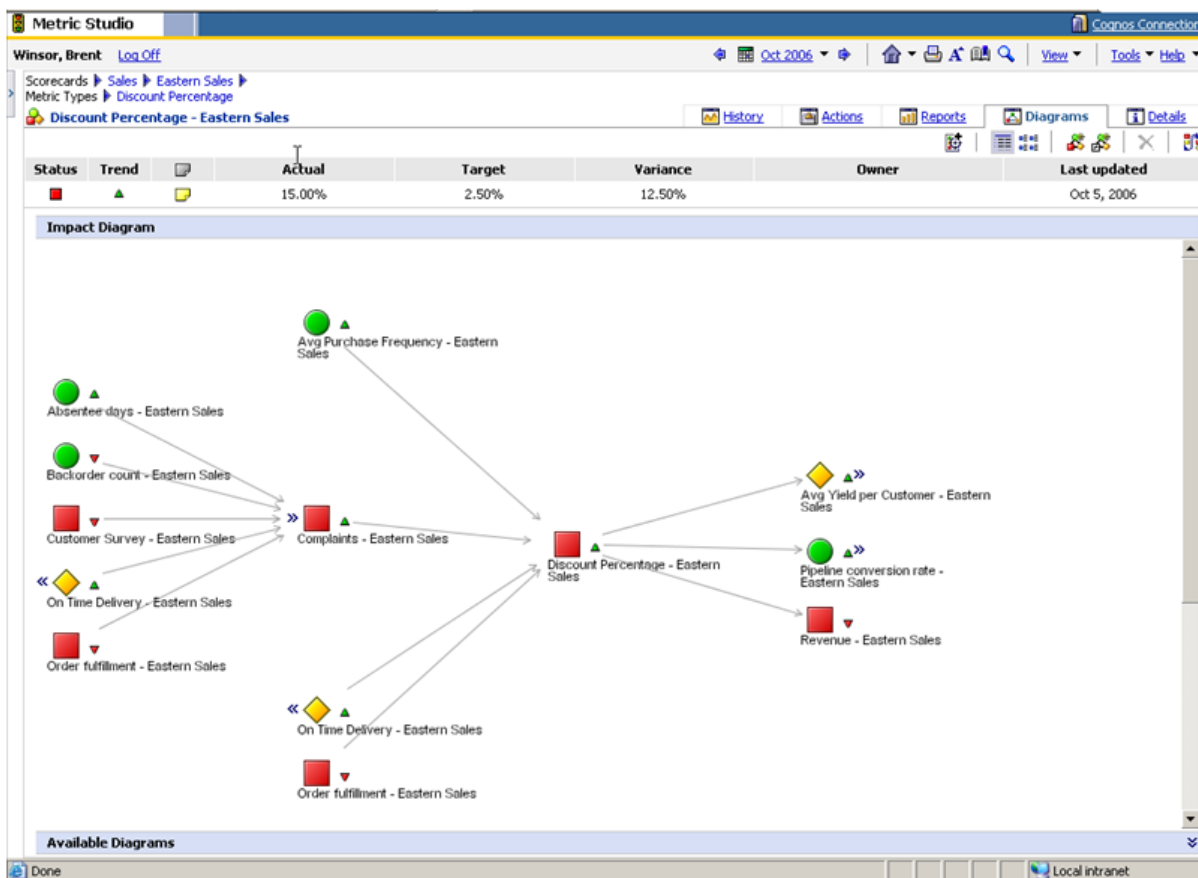 Metric Studio
Cognos Connection
Winsor, Brent Log Off
Oct 2006
View
Tools
Help
Scorecards Sales Eastern Sales
Metric Types Discount Percentage
Discount Percentage - Eastern Sales
History
Actions
Reports
Diagrams
Details
Status Trend Actual Target Variance Owner Last updated
15.00% 2.50% 12.50% Oct 5, 2006
Impact Diagram
Avg Purchase Frequency - Eastern
Sales
Absentee days - Eastern Sales
Backorder count - Eastern Sales
Customer Survey - Eastern Sales
On Time Delivery - Eastern Sales
Order fulfillment - Eastern Sales
Complaints - Eastern Sales
Discount Percentage - Eastern
Sales
Avg Yield per Customer - Eastern
Sales
Pipeline conversion rate -
Eastern Sales
Revenue - Eastern Sales
On Time Delivery - Eastern Sales
Order fulfillment - Eastern Sales
Available Diagrams
Done
Local intranet